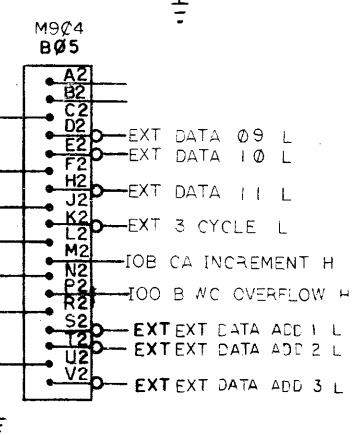 M9Ø4
BØ5
A2
B2
C2
D2
E2 EXT DATA Ø9 L
F2 EXT DATA 1Ø L
H2 EXT DATA 11 L
J2
K2 EXT 3 CYCLE L
L2
M2 IOB CA INCREMENT H
N2
P2 IOO B WC OVERFLOW H
R2
S2 EXT EXT DATA ADD 1 L
T2 EXT EXT DATA ADD 2 L
U2
V2 EXT EXT DATA ADD 3 L